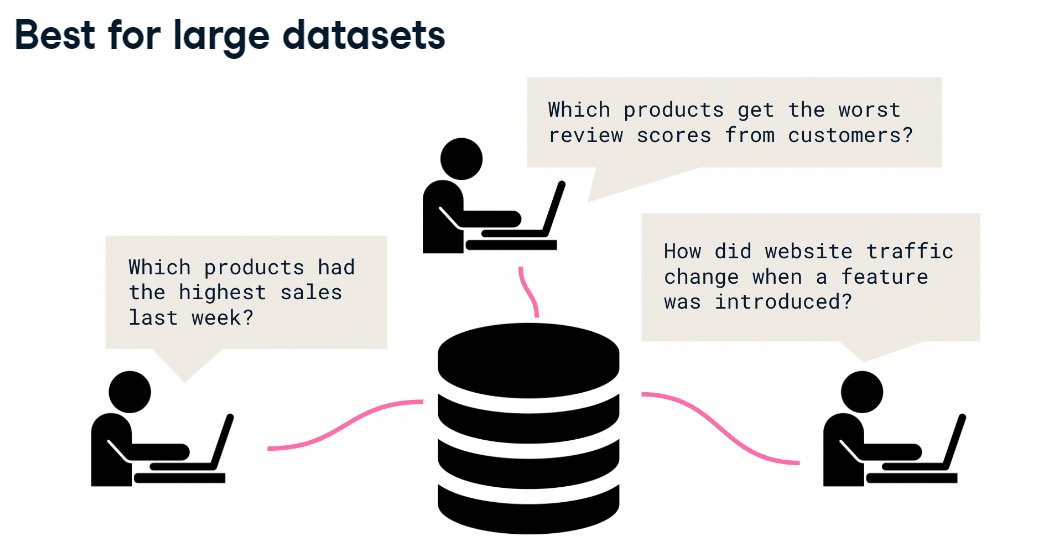 Best for large datasets
Which products get the worst
review scores from customers?
How did website traffic
change when a feature
was introduced?
Which products had
the highest sales
last week?